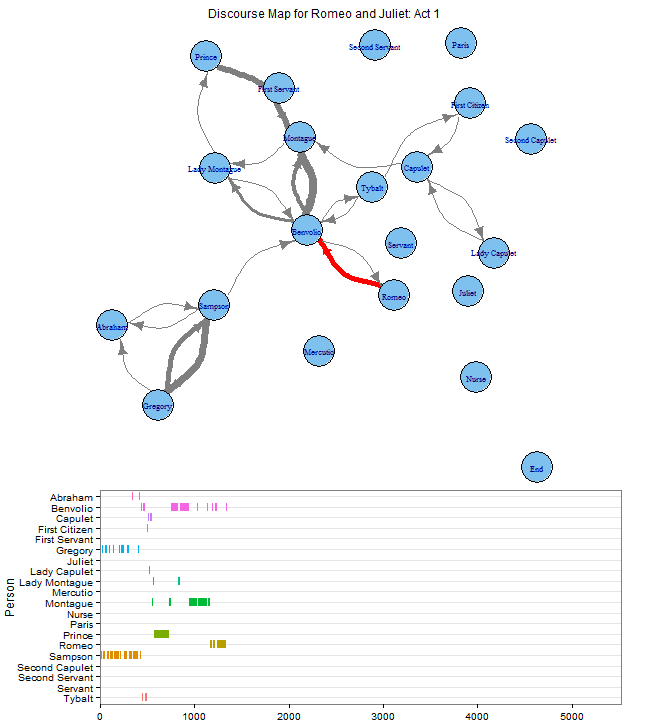 Discourse Map for Romeo and Juliet: Act 1
Second Servant
Paris
Prince
First Servant
First Citizen
Montague
Second Capulet
Lady Montague
Capulet
Tybalt
Benvolio
Servant
Lady Capulet
Romeo
Juliet
Sampson
Abraham
Mercutio
Nurse
Gregory
End
Person
Abraham
Benvolio
Capulet
First Citizen
First Servant
Gregory
Juliet
Lady Capulet
Lady Montague
Mercutio
Montague
Nurse
Paris
Prince
Romeo
Sampson
Second Capulet
Second Servant
Servant
Tybalt
0 1000 2000 3000 4000 5000